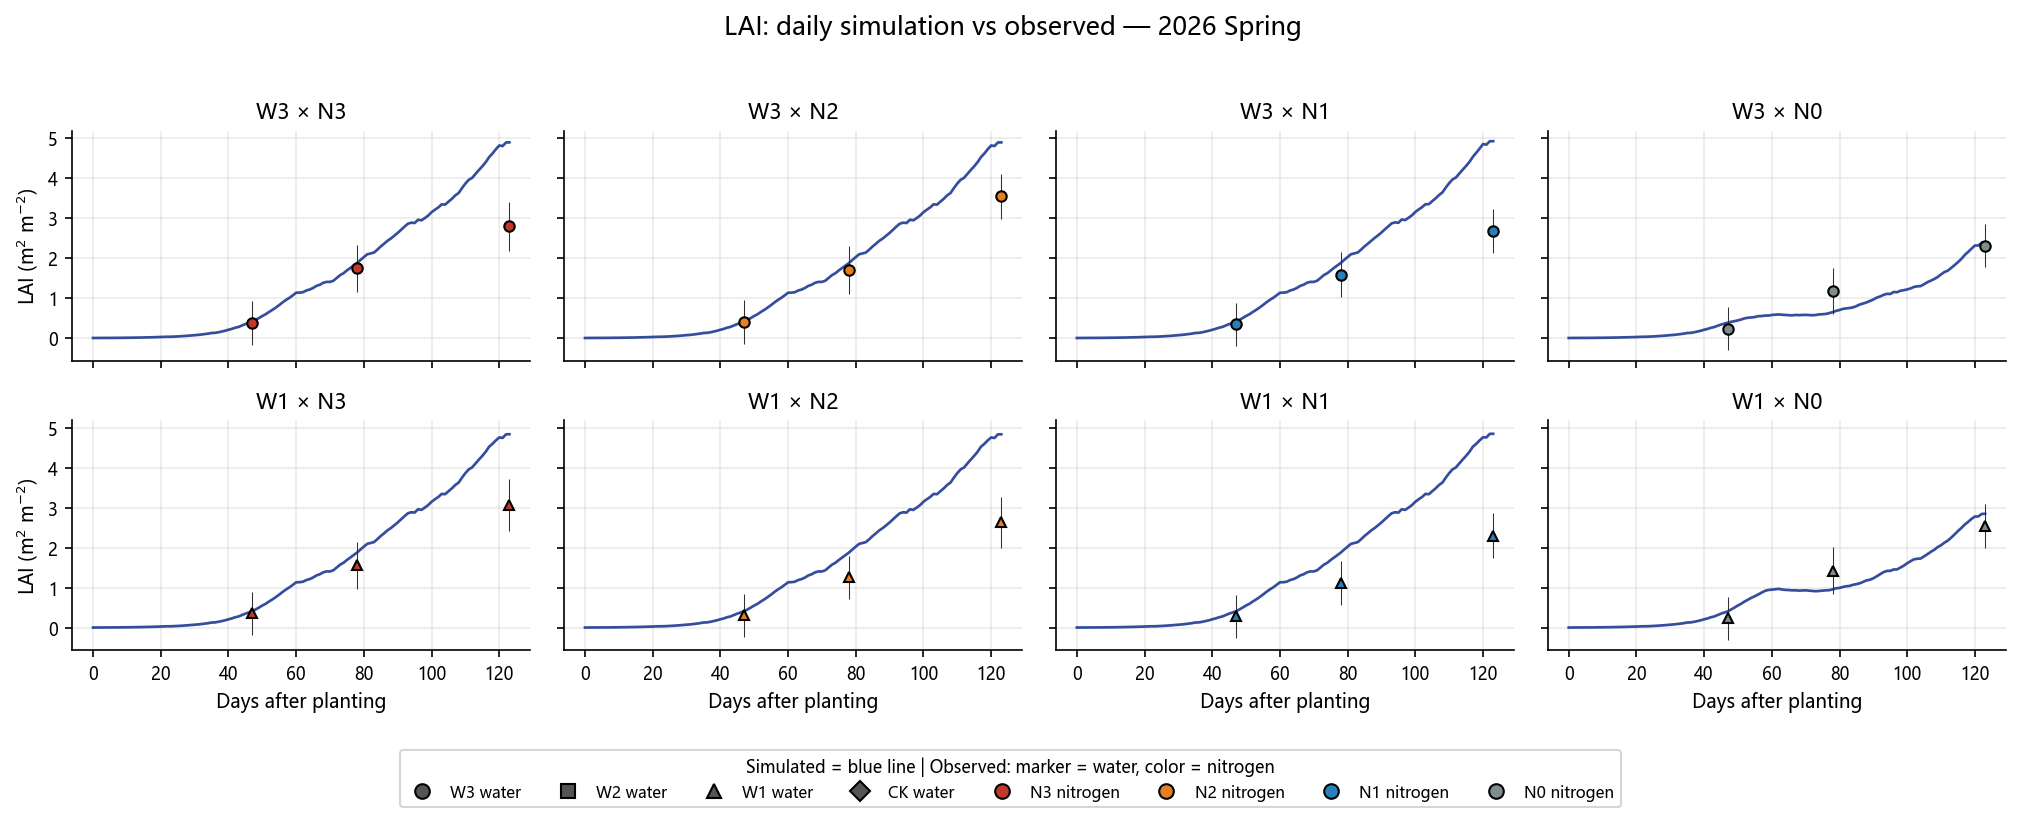 LAI: daily simulation vs observed — 2026 Spring
W3 × N3
W3 × N2
W3 × N1
W3 × N0
LAI (m² m⁻²)
5
4
3
2
1
0
W1 × N3
W1 × N2
W1 × N1
W1 × N0
LAI (m² m⁻²)
5
4
3
2
1
0
0 20 40 60 80 100 120
0 20 40 60 80 100 120
0 20 40 60 80 100 120
0 20 40 60 80 100 120
Days after planting
Days after planting
Days after planting
Days after planting
Simulated = blue line | Observed: marker = water, color = nitrogen
W3 water W2 water W1 water CK water N3 nitrogen N2 nitrogen N1 nitrogen N0 nitrogen